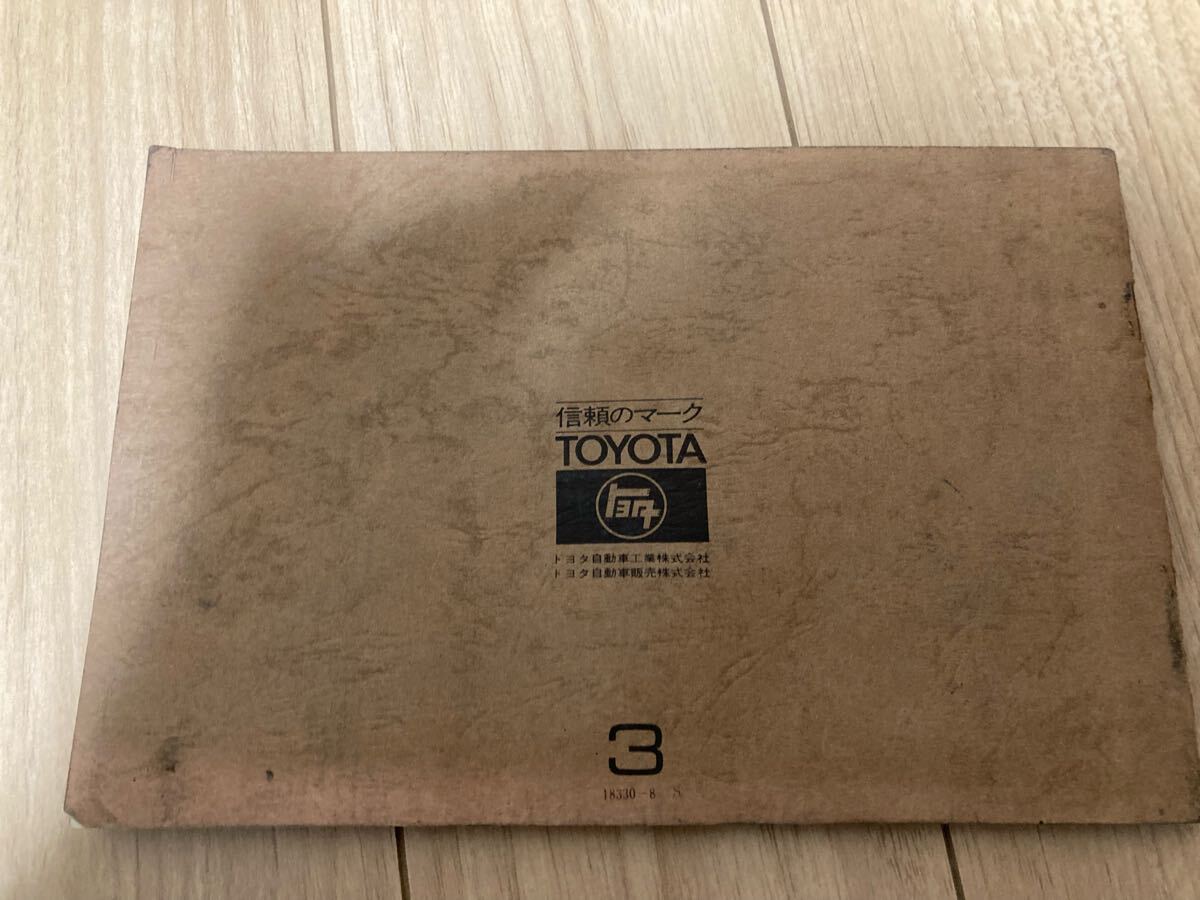 信頼のマーク
TOYOTA
トヨタ
トヨタ自動車工業株式会社
トヨタ自動車販売株式会社
3
18330-8 S